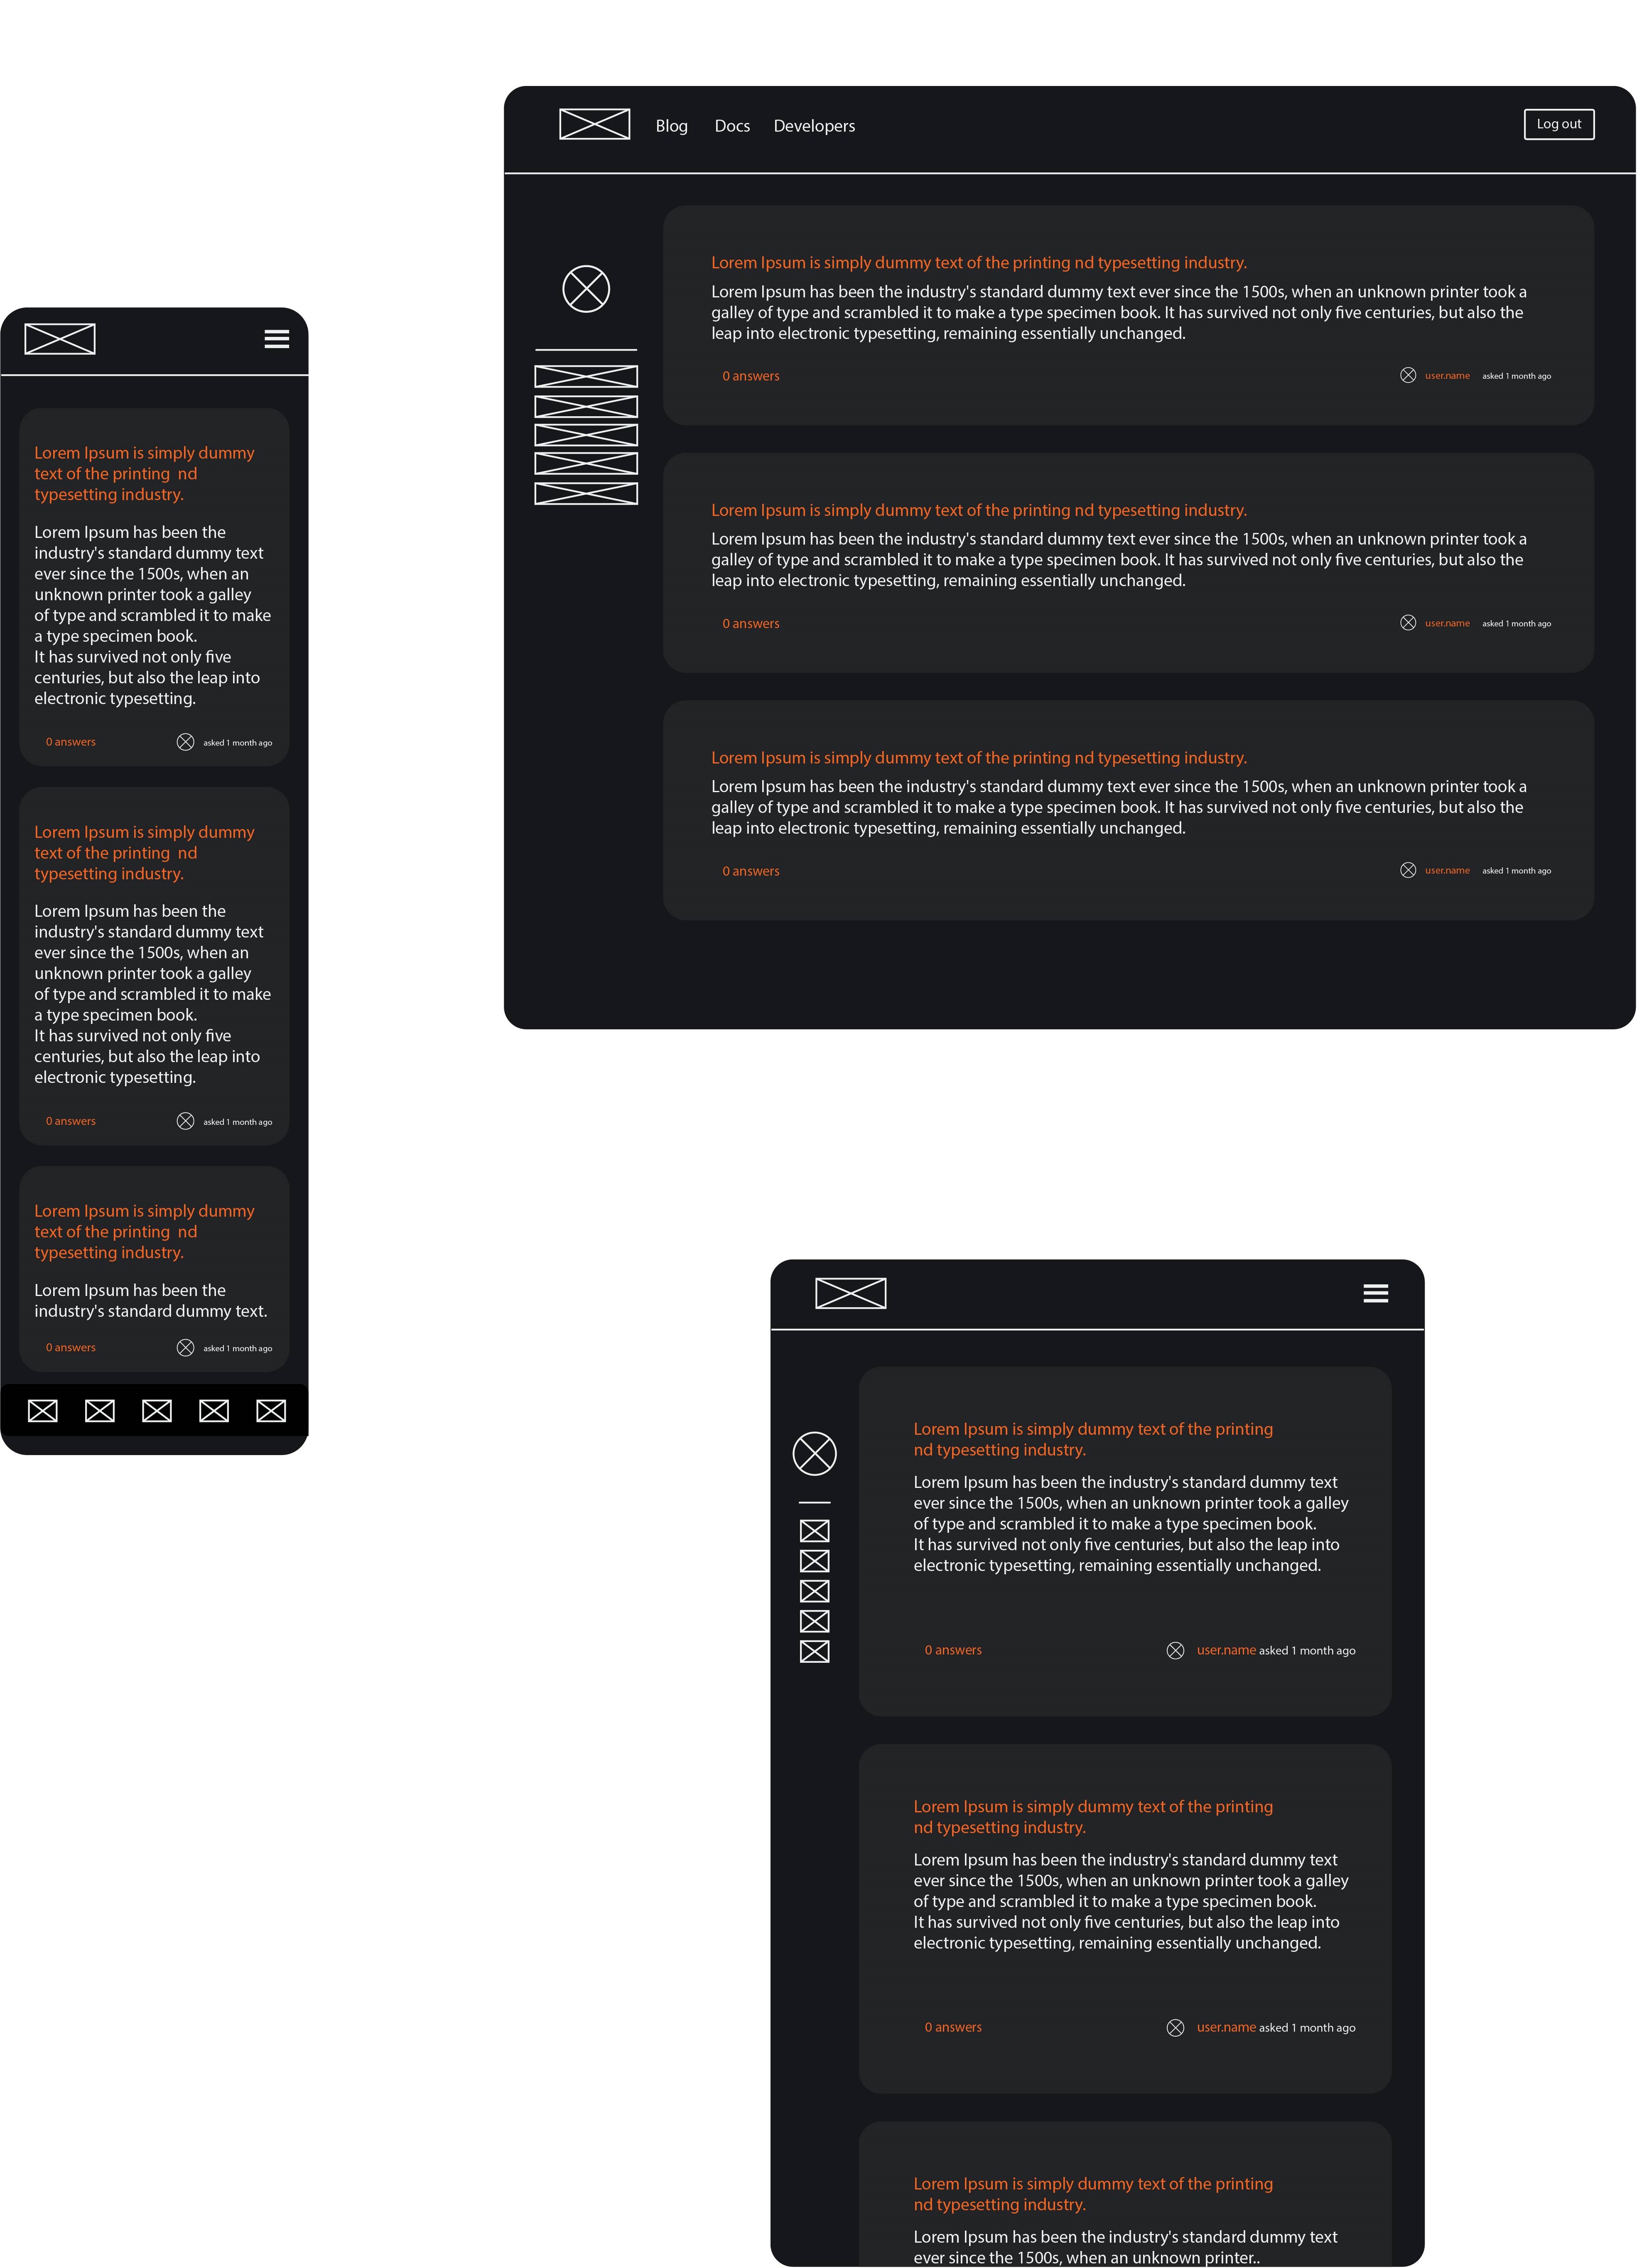 Blog Docs Developers
Log out
Lorem Ipsum is simply dummy text of the printing nd typesetting industry.
Lorem Ipsum has been the industry's standard dummy text ever since the 1500s, when an unknown printer took a
galley of type and scrambled it to make a type specimen book. It has survived not only five centuries, but also the
leap into electronic typesetting, remaining essentially unchanged.
0 answers
user.name asked 1 month ago
Lorem Ipsum is simply dummy text of the printing nd typesetting industry.
Lorem Ipsum has been the industry's standard dummy text ever since the 1500s, when an unknown printer took a
galley of type and scrambled it to make a type specimen book. It has survived not only five centuries, but also the
leap into electronic typesetting, remaining essentially unchanged.
0 answers
user.name asked 1 month ago
Lorem Ipsum is simply dummy text of the printing nd typesetting industry.
Lorem Ipsum has been the industry's standard dummy text ever since the 1500s, when an unknown printer took a
galley of type and scrambled it to make a type specimen book. It has survived not only five centuries, but also the
leap into electronic typesetting, remaining essentially unchanged.
0 answers
user.name asked 1 month ago
Lorem Ipsum is simply dummy
text of the printing nd
typesetting industry.
Lorem Ipsum has been the
industry's standard dummy text
ever since the 1500s, when an
unknown printer took a galley
of type and scrambled it to make
a type specimen book.
It has survived not only five
centuries, but also the leap into
electronic typesetting.
0 answers
asked 1 month ago
Lorem Ipsum is simply dummy
text of the printing nd
typesetting industry.
Lorem Ipsum has been the
industry's standard dummy text
ever since the 1500s, when an
unknown printer took a galley
of type and scrambled it to make
a type specimen book.
It has survived not only five
centuries, but also the leap into
electronic typesetting.
0 answers
asked 1 month ago
Lorem Ipsum is simply dummy
text of the printing nd
typesetting industry.
Lorem Ipsum has been the
industry's standard dummy text.
0 answers
asked 1 month ago
Lorem Ipsum is simply dummy text of the printing
nd typesetting industry.
Lorem Ipsum has been the industry's standard dummy text
ever since the 1500s, when an unknown printer took a galley
of type and scrambled it to make a type specimen book.
It has survived not only five centuries, but also the leap into
electronic typesetting, remaining essentially unchanged.
0 answers
user.name asked 1 month ago
Lorem Ipsum is simply dummy text of the printing
nd typesetting industry.
Lorem Ipsum has been the industry's standard dummy text
ever since the 1500s, when an unknown printer took a galley
of type and scrambled it to make a type specimen book.
It has survived not only five centuries, but also the leap into
electronic typesetting, remaining essentially unchanged.
0 answers
user.name asked 1 month ago
Lorem Ipsum is simply dummy text of the printing
nd typesetting industry.
Lorem Ipsum has been the industry's standard dummy text
ever since the 1500s, when an unknown printer..